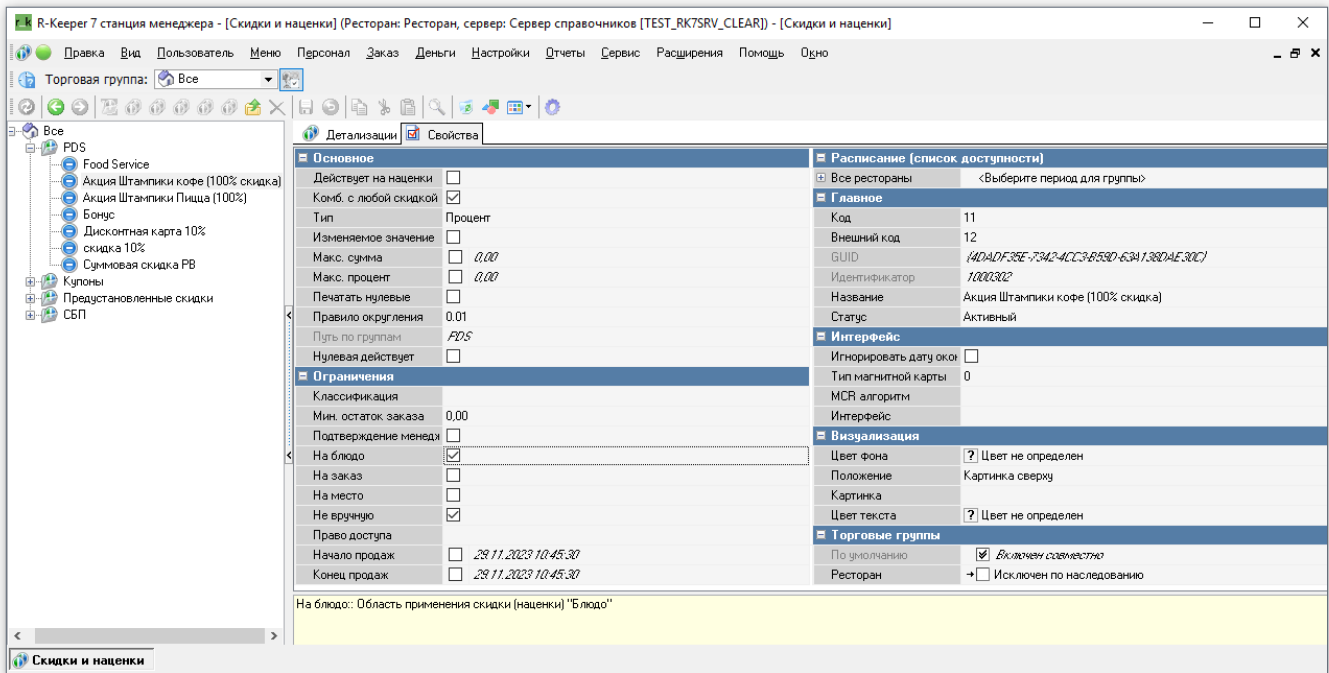 R-Keeper 7 станция менеджера - [Скидки и наценки] (Ресторан: Ресторан, сервер: Сервер справочников [TEST_RK7SRV_CLEAR]) - [Скидки и наценки]
Правка Вид Пользователь Меню Персонал Заказ Деньги Настройки Отчеты Сервис Расширения Помощь Окно
Торговая группа: Все
Все
PDS
Food Service
Акция Штампики кофе (100% скидка)
Акция Штампики Пицца (100%)
Бонус
Дисконтная карта 10%
скидка 10%
Суммовая скидка РВ
Купоны
Предустановленные скидки
СБП
Детализации Свойства
Основное
Действует на наценки
Комб. с любой скидкой
Тип Процент
Изменяемое значение
Макс. сумма 0,00
Макс. процент 0,00
Печатать нулевые
Правило округления 0.01
Путь по группам PDS
Нулевая действует
Ограничения
Классификация
Мин. остаток заказа 0,00
Подтверждение менедж
На блюдо
На заказ
На место
Не вручную
Право доступа
Начало продаж 29.11.2023 10:45:30
Конец продаж 29.11.2023 10:45:30
Расписание (список доступности)
Все рестораны <Выберите период для группы>
Главное
Код 11
Внешний код 12
GUID {4DADF35E-7342-4CC3-B59D-63A138DAE30C}
Идентификатор 1000302
Название Акция Штампики кофе (100% скидка)
Статус Активный
Интерфейс
Игнорировать дату окон
Тип магнитной карты 0
MCR алгоритм
Интерфейс
Визуализация
Цвет фона ? Цвет не определен
Положение Картинка сверху
Картинка
Цвет текста ? Цвет не определен
Торговые группы
По умолчанию Включен совместно
Ресторан Исключен по наследованию
На блюдо:: Область применения скидки (наценки) "Блюдо"
Скидки и наценки